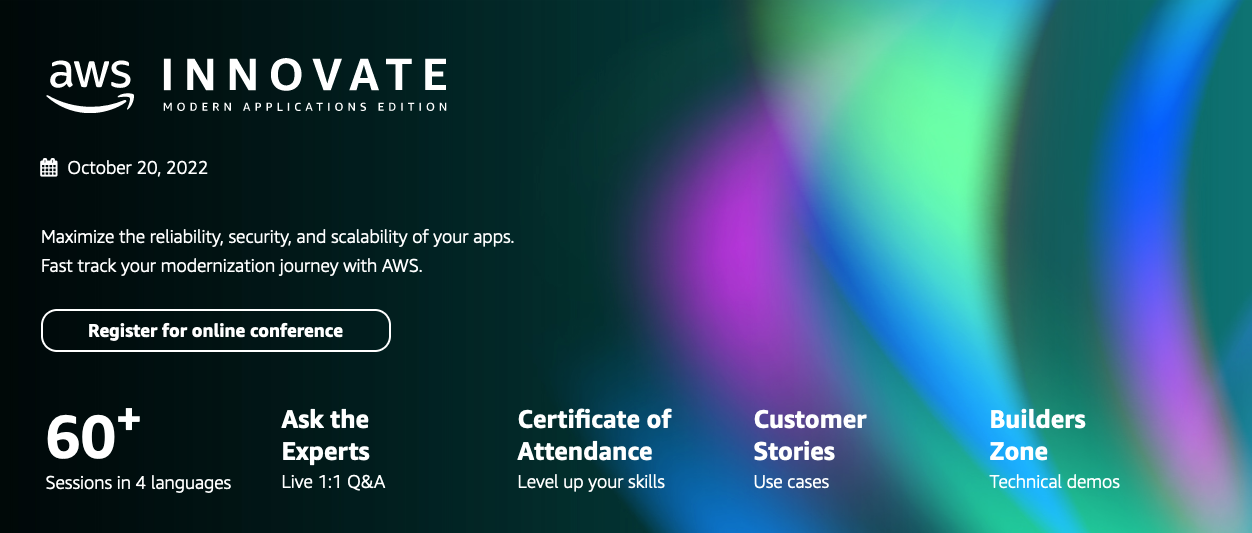 aws INNOVATE
MODERN APPLICATIONS EDITION
October 20, 2022
Maximize the reliability, security, and scalability of your apps.
Fast track your modernization journey with AWS.
Register for online conference
60+
Sessions in 4 languages
Ask the
Experts
Live 1:1 Q&A
Certificate of
Attendance
Level up your skills
Customer
Stories
Use cases
Builders
Zone
Technical demos